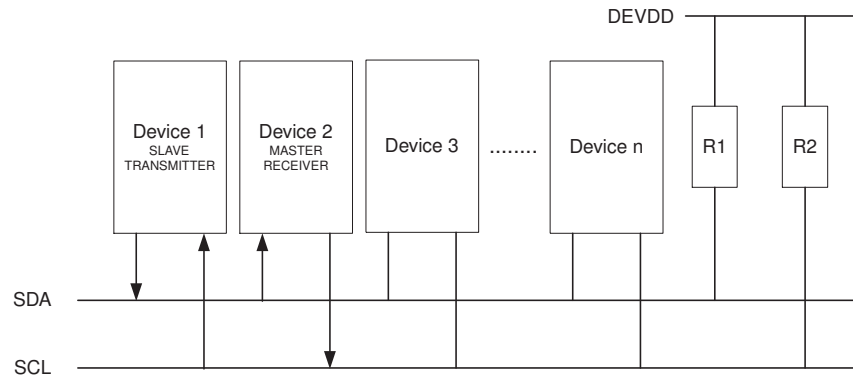 DEVDD
Device 1
SLAVE
TRANSMITTER
Device 2
MASTER
RECEIVER
Device 3
........
Device n
R1
R2
SDA
SCL